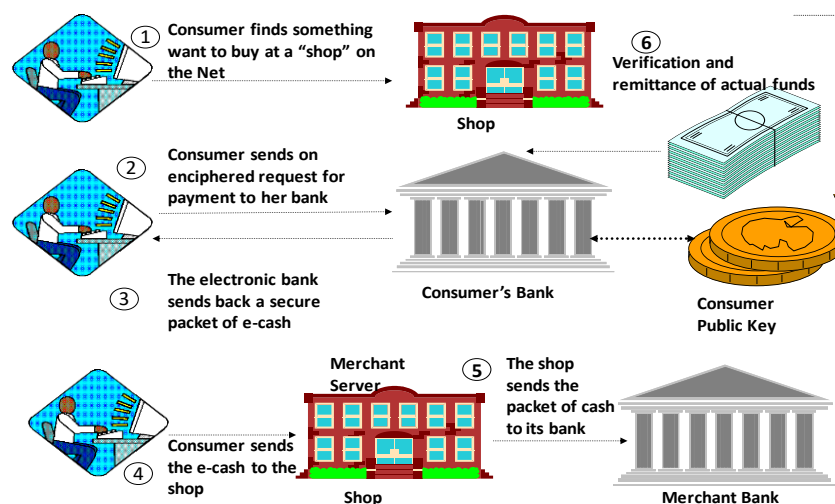 1
Consumer finds something
want to buy at a “shop” on
the Net
Shop
6
Verification and
remittance of actual funds
2
Consumer sends on
enciphered request for
payment to her bank
3
The electronic bank
sends back a secure
packet of e-cash
Consumer’s Bank
Consumer
Public Key
4
Consumer sends
the e-cash to the
shop
Merchant
Server
Shop
5
The shop
sends the
packet of cash
to its bank
Merchant Bank